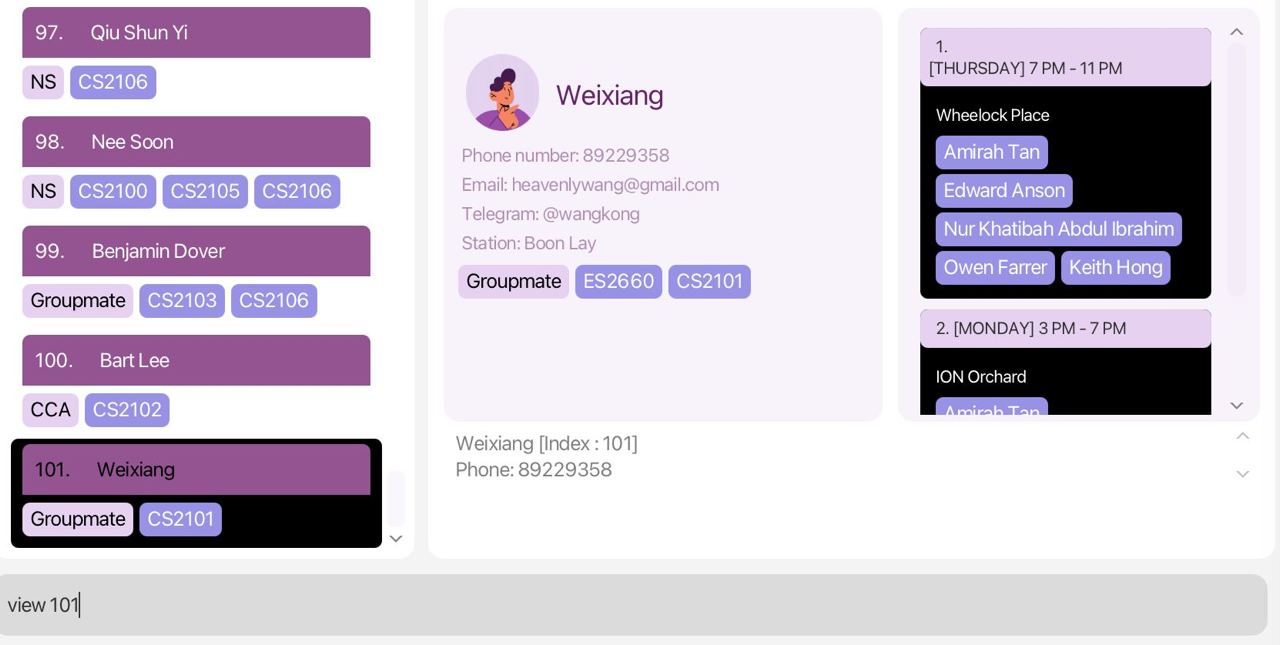 97. Qiu Shun Yi
NS CS2106
98. Nee Soon
NS CS2100 CS2105 CS2106
99. Benjamin Dover
Groupmate CS2103 CS2106
100. Bart Lee
CCA CS2102
101. Weixiang
Groupmate CS2101
Weixiang
Phone number: 89229358
Email: heavenlywang@gmail.com
Telegram: @wangkong
Station: Boon Lay
Groupmate ES2660 CS2101
1.
[THURSDAY] 7 PM - 11 PM
Wheelock Place
Amirah Tan
Edward Anson
Nur Khatibah Abdul Ibrahim
Owen Farrer Keith Hong
2. [MONDAY] 3 PM - 7 PM
ION Orchard
Amirah Tan
Weixiang [Index : 101]
Phone: 89229358
view 101